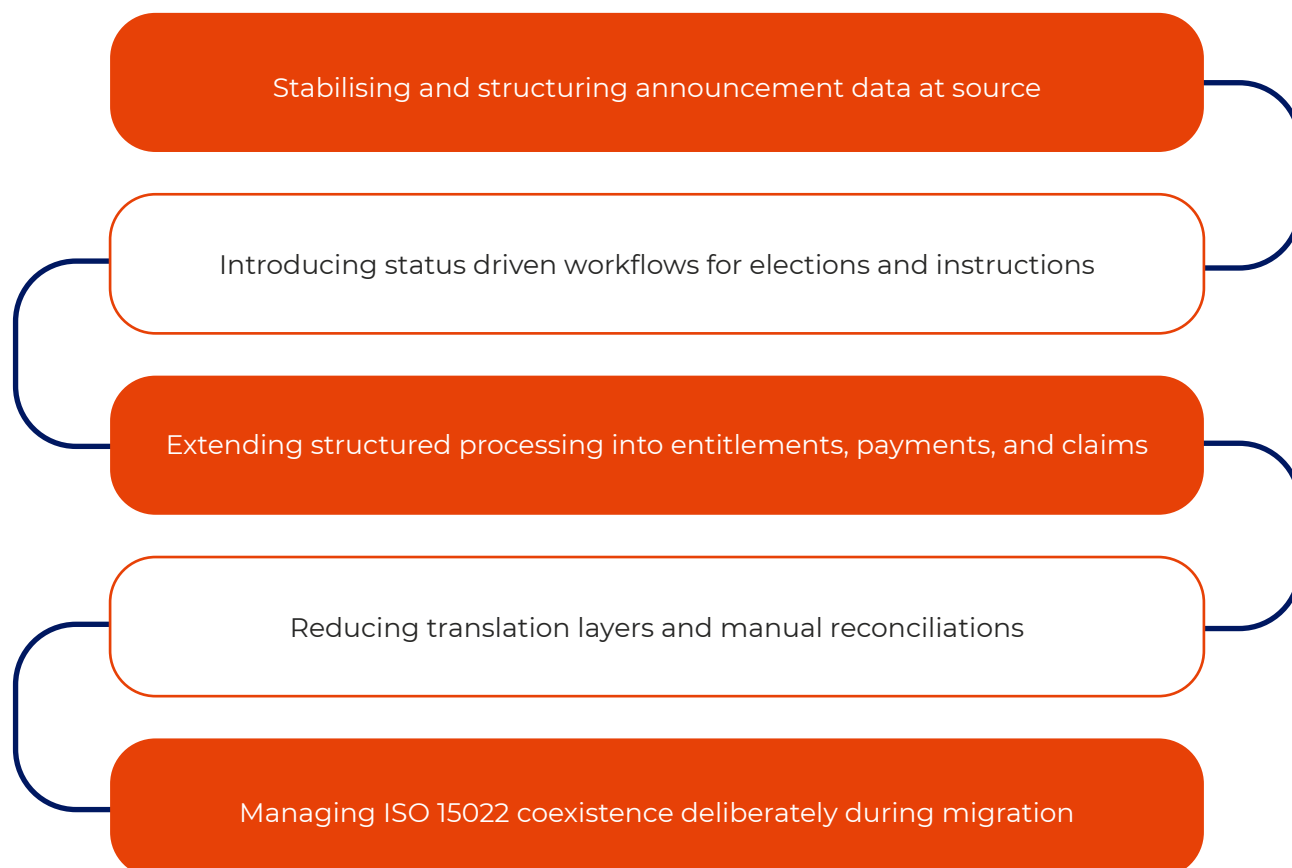 Stabilising and structuring announcement data at source
Introducing status driven workflows for elections and instructions
Extending structured processing into entitlements, payments, and claims
Reducing translation layers and manual reconciliations
Managing ISO 15022 coexistence deliberately during migration